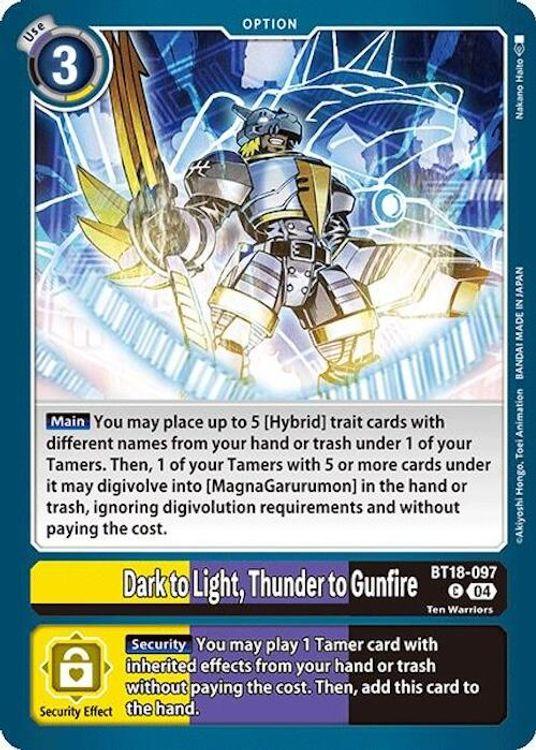 OPTION
Use
3
Nakano Haito
Main You may place up to 5 [Hybrid] trait cards with
different names from your hand or trash under 1 of your
Tamers. Then, 1 of your Tamers with 5 or more cards under
it may digivolve into [MagnaGarurumon] in the hand or
trash, ignoring digivolution requirements and without
paying the cost.
©Akiyoshi Hongo, Toei Animation BANDAI MADE IN JAPAN
Dark to Light, Thunder to Gunfire
BT18-097
C 04
Ten Warriors
Security You may play 1 Tamer card with
inherited effects from your hand or trash
without paying the cost. Then, add this card to
the hand.
Security Effect